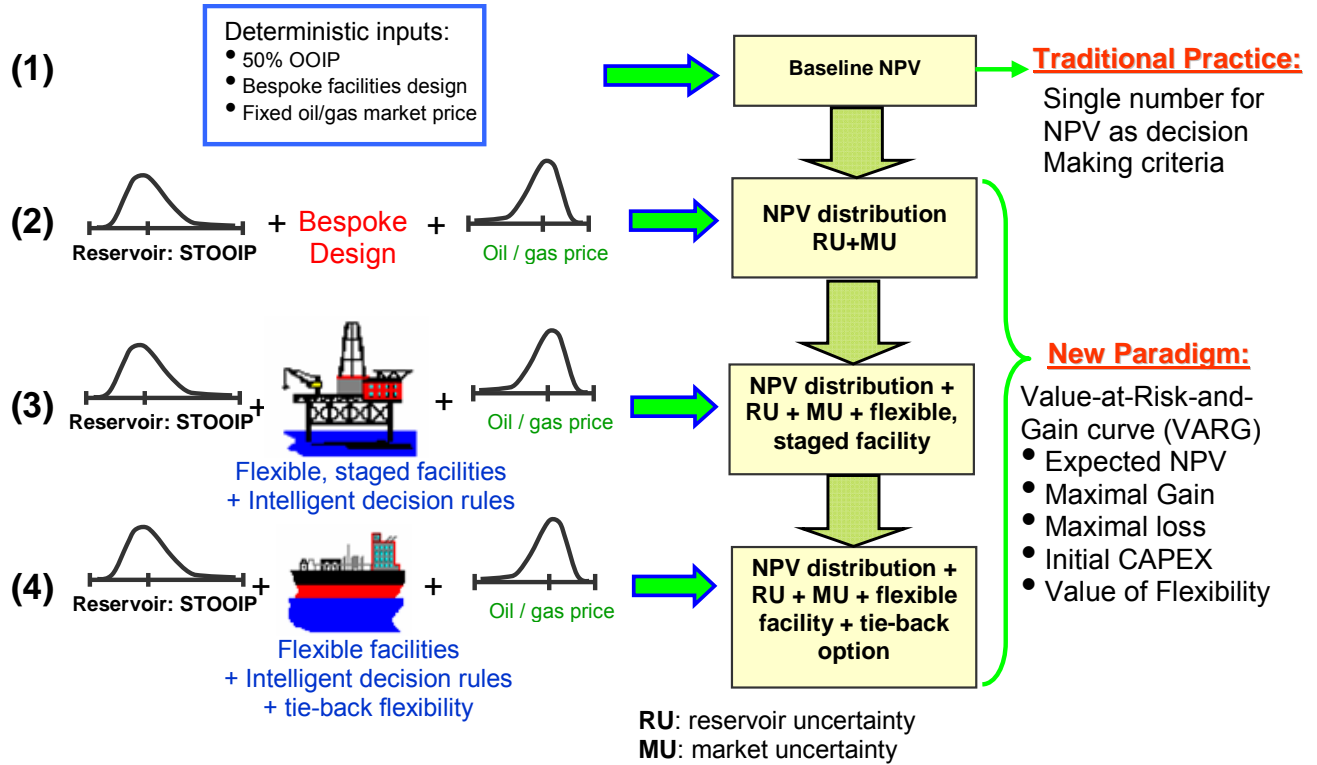 (1)
Deterministic inputs:
• 50% OOIP
• Bespoke facilities design
• Fixed oil/gas market price
Baseline NPV
Traditional Practice:
Single number for
NPV as decision
Making criteria
(2)
Reservoir: STOOIP
+
Bespoke
Design
+
Oil / gas price
NPV distribution
RU+MU
(3)
Reservoir: STOOIP
+
Flexible, staged facilities
+ Intelligent decision rules
+
Oil / gas price
NPV distribution +
RU + MU + flexible,
staged facility
New Paradigm:
Value-at-Risk-and-
Gain curve (VARG)
• Expected NPV
• Maximal Gain
• Maximal loss
• Initial CAPEX
• Value of Flexibility
(4)
Reservoir: STOOIP
+
Flexible facilities
+ Intelligent decision rules
+ tie-back flexibility
+
Oil / gas price
NPV distribution +
RU + MU + flexible
facility + tie-back
option
RU: reservoir uncertainty
MU: market uncertainty